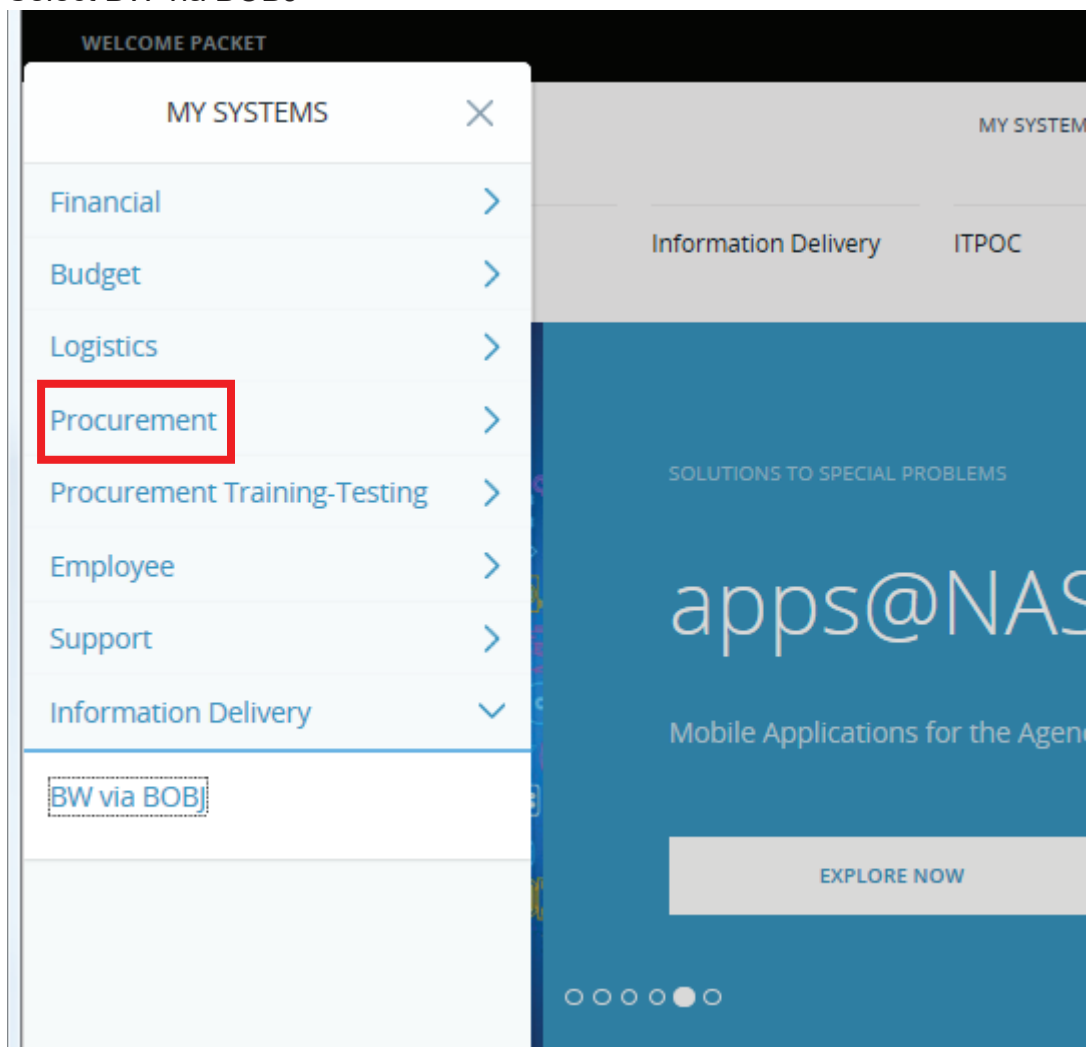 WELCOME PACKET
MY SYSTEMS
MY SYSTEM
Financial
Information Delivery
ITPOC
Budget
Logistics
Procurement
SOLUTIONS TO SPECIAL PROBLEMS
Procurement Training-Testing
Employee
apps@NAS
Support
Information Delivery
Mobile Applications for the Agen
BW via BOBJ
EXPLORE NOW